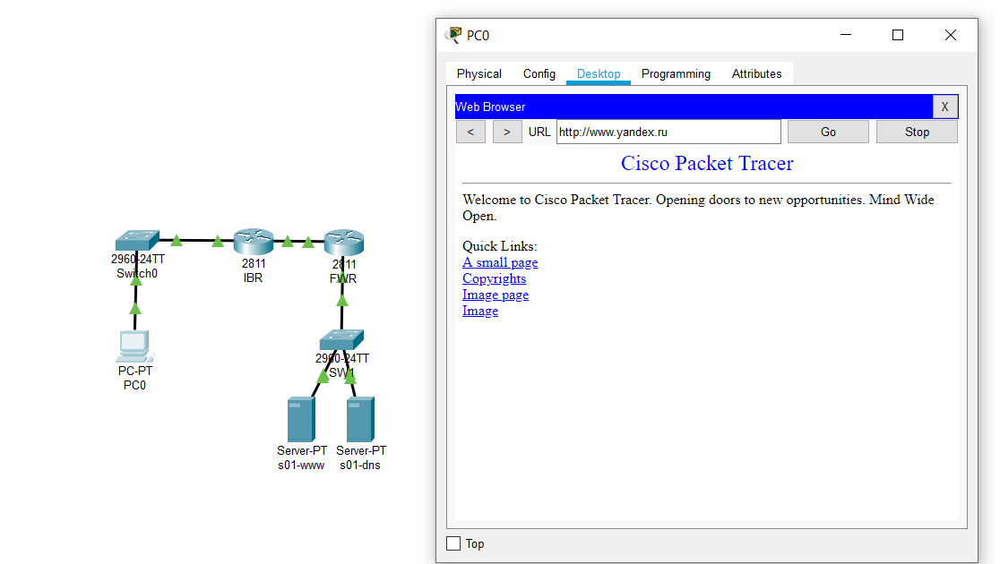 PC0
Physical Config Desktop Programming Attributes
Web Browser X
< > URL http://www.yandex.ru Go Stop
Cisco Packet Tracer
Welcome to Cisco Packet Tracer. Opening doors to new opportunities. Mind Wide
Open.
Quick Links:
A small page
Copyrights
Image page
Image
Top
2960-24TT
Switch0
2811
IBR
2811
FWR
PC-PT
PC0
2960-24TT
SW1
Server-PT
s01-www
Server-PT
s01-dns